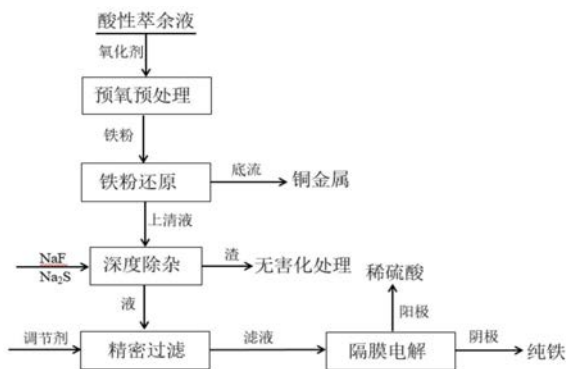 酸性萃余液
氧化剂
预氧预处理
铁粉
铁粉还原
底流
铜金属
上清液
NaF
Na₂S
深度除杂
渣
无害化处理
液
稀硫酸
阳极
调节剂
精密过滤
滤液
隔膜电解
阴极
纯铁